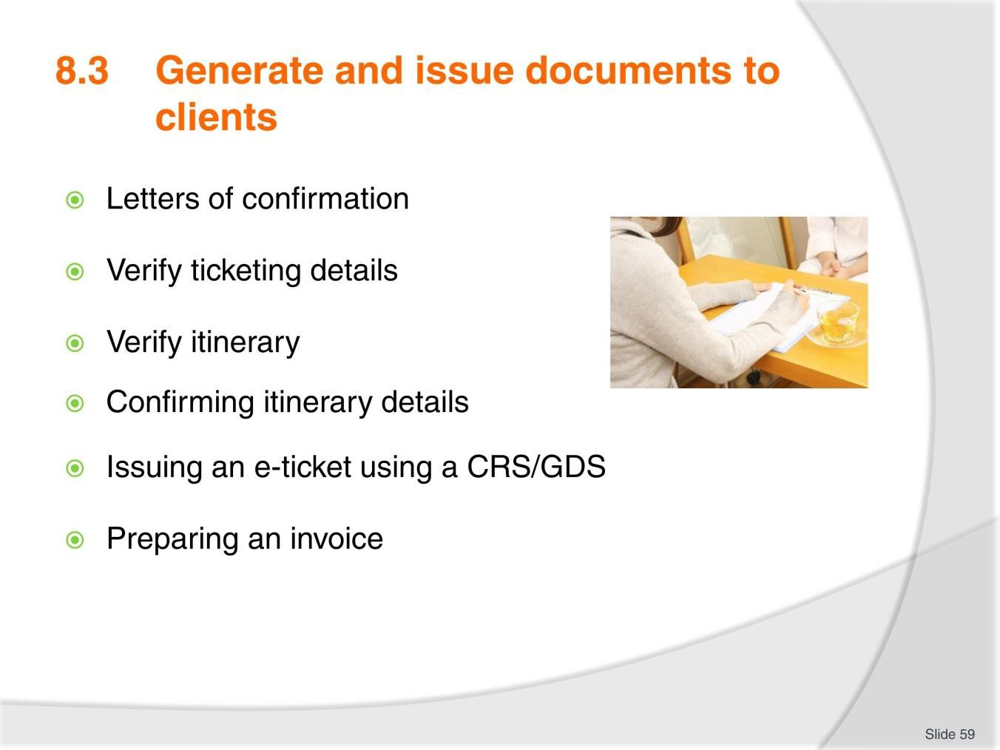 8.3 Generate and issue documents to
clients
Letters of confirmation
Verify ticketing details
Verify itinerary
Confirming itinerary details
Issuing an e-ticket using a CRS/GDS
Preparing an invoice
Slide 59